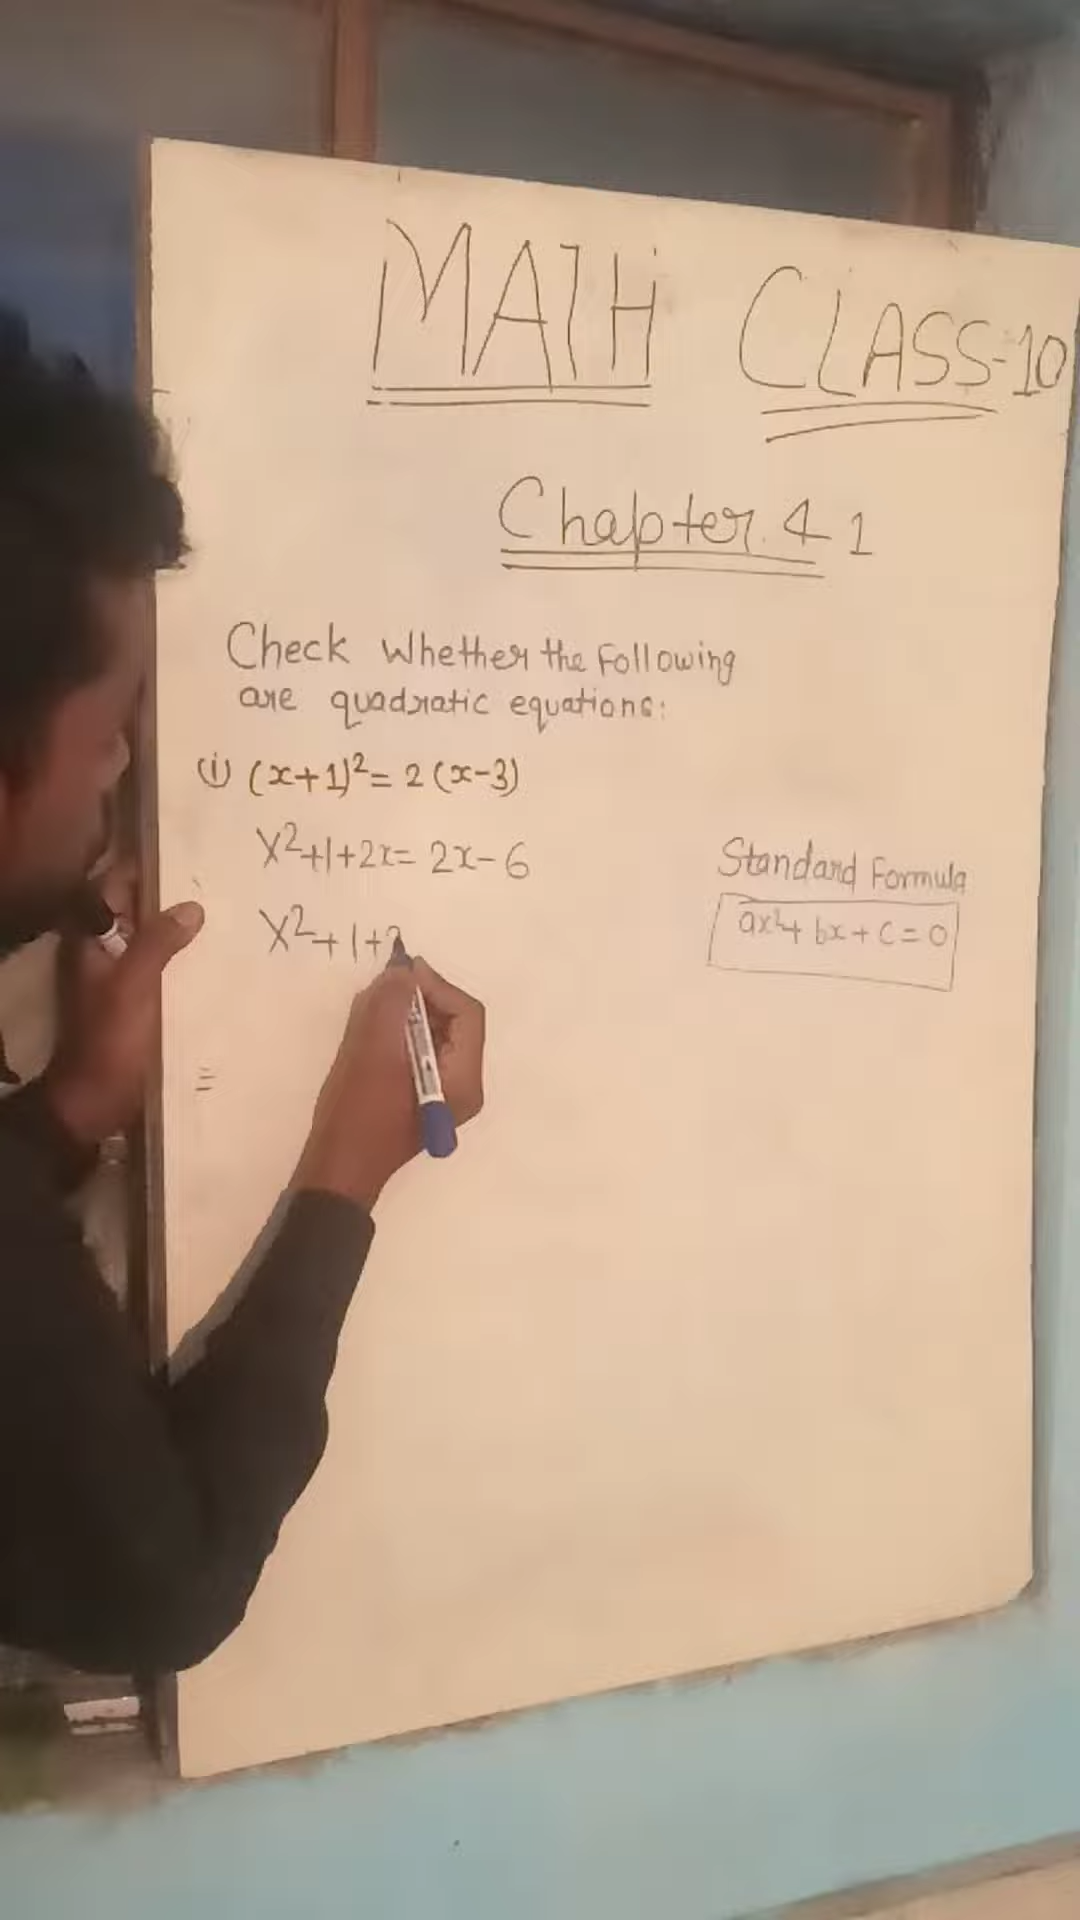 MATH CLASS-10
Chapter. 4 1
Check Whether the Following
are quadratic equations:
(i) (x+1)²= 2(x-3)
x²+1+2x= 2x-6
x²+1+2
=
Standard Formula
ax²+bx+c=0